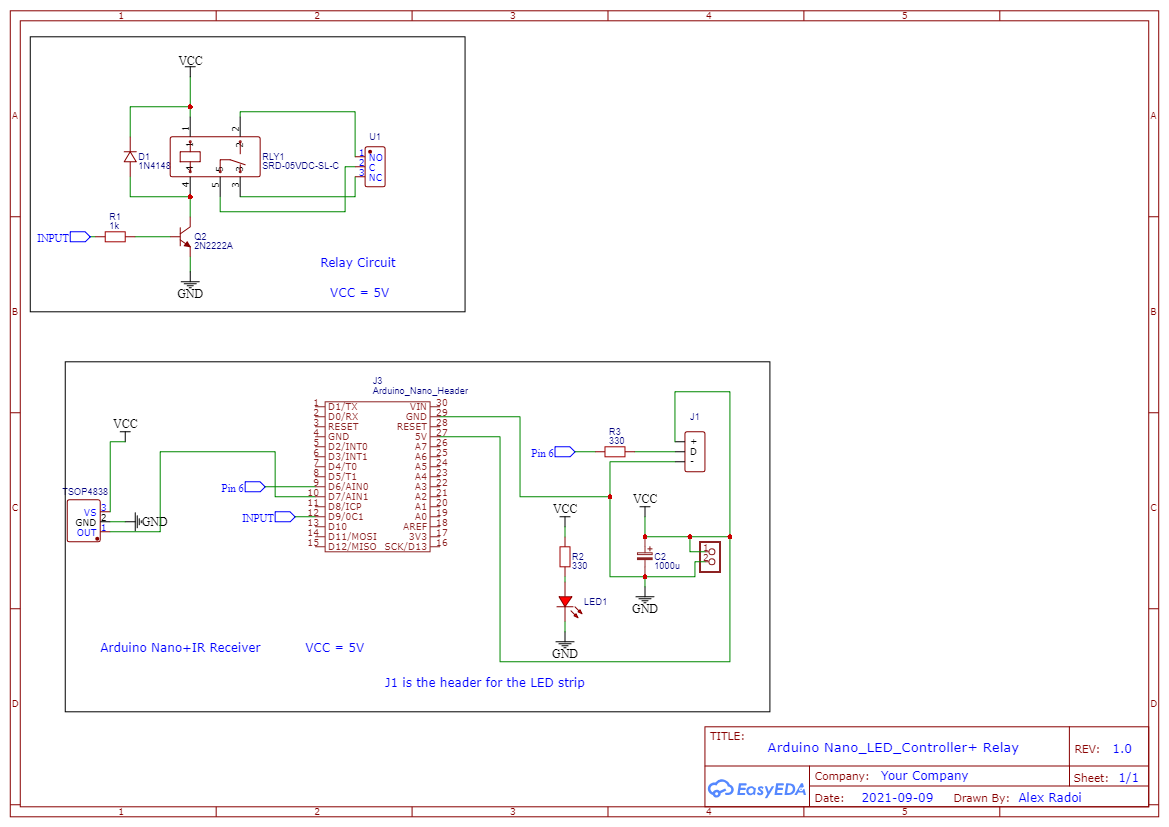 1 2 3 4 5
A A
B B
C C
D D
1 2 3 4 5
VCC
1
2
D1
1N4148
1
4
2
5
3
RLY1
SRD-05VDC-SL-C
4
5
3
U1
1 NO
2 C
3 NC
INPUT
R1
1k
Q2
2N2222A
GND
Relay Circuit
VCC = 5V
VCC
TSOP4838
VS 3
GND 2
OUT 1
GND
Pin 6
INPUT
J3
Arduino_Nano_Header
1 D1/TX VIN 30
2 D0/RX GND 29
3 RESET RESET 28
4 GND 5V 27
5 D2/INT0 A7 26
6 D3/INT1 A6 25
7 D4/T0 A5 24
8 D5/T1 A4 23
9 D6/AIN0 A3 22
10 D7/AIN1 A2 21
11 D8/ICP A1 20
12 D9/0C1 A0 19
13 D10 AREF 18
14 D11/MOSI 3V3 17
15 D12/MISO SCK/D13 16
Pin 6
R3
330
J1
+
D
-
VCC
R2
330
LED1
GND
VCC
+
C2
1000u
GND
1
2
Arduino Nano+IR Receiver
VCC = 5V
J1 is the header for the LED strip
TITLE:
Arduino Nano_LED_Controller+ Relay
REV: 1.0
EasyEDA
Company: Your Company
Sheet: 1/1
Date: 2021-09-09
Drawn By: Alex Radoi